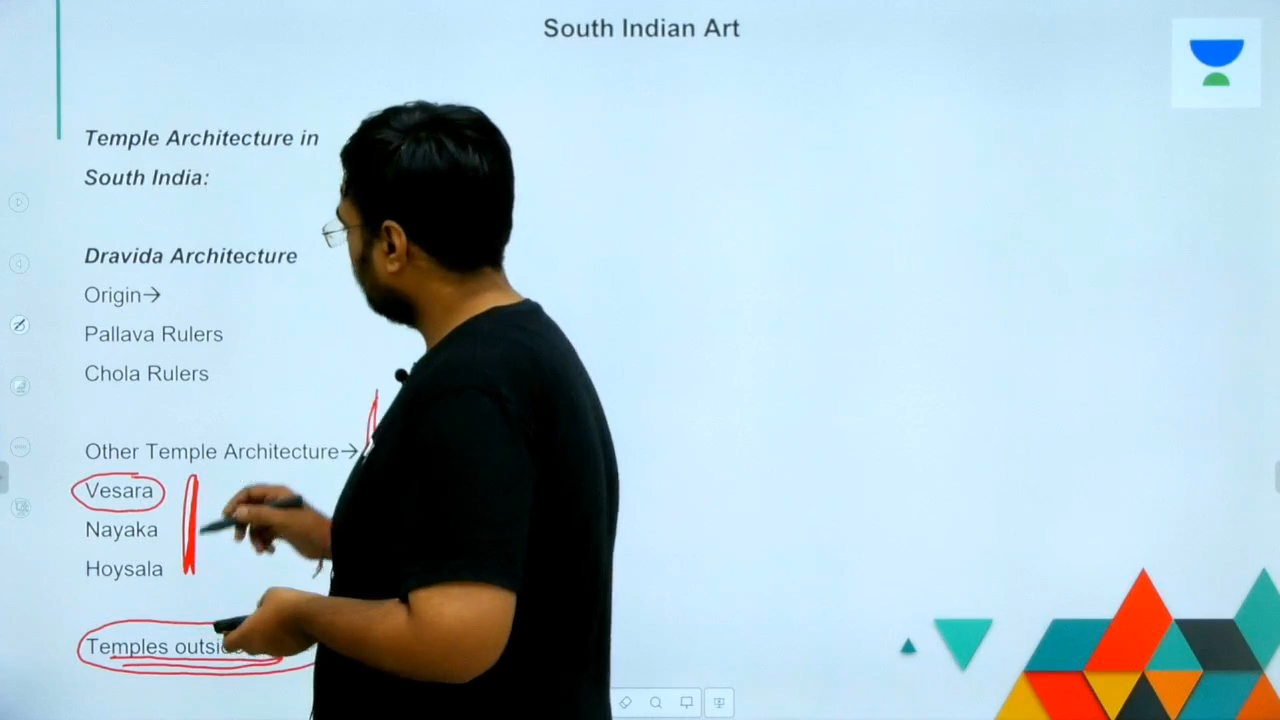 South Indian Art
Temple Architecture in
South India:
Dravida Architecture
Origin→
Pallava Rulers
Chola Rulers
Other Temple Architecture→
Vesara
Nayaka
Hoysala
Temples